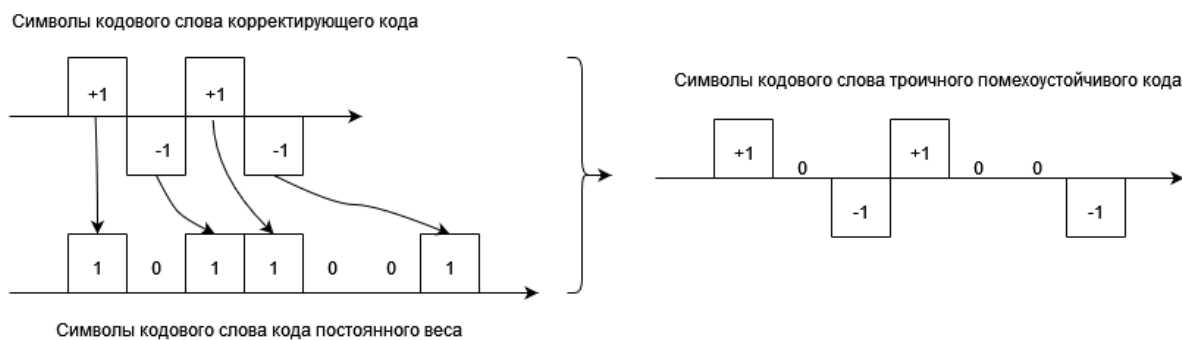 Символы кодового слова корректирующего кода
+1 -1 +1 -1
1 0 1 1 0 0 1
Символы кодового слова кода постоянного веса
Символы кодового слова троичного помехоустойчивого кода
+1 0 -1 +1 0 0 -1